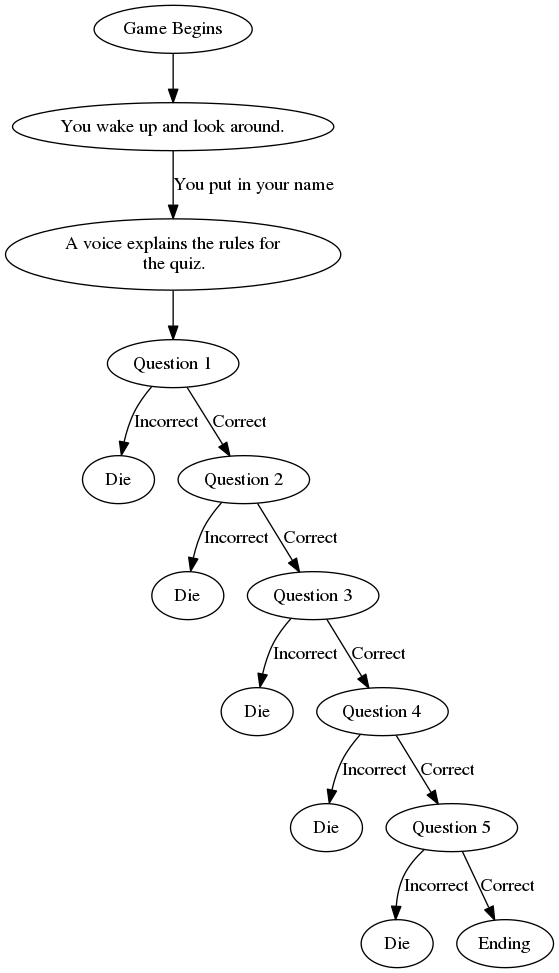 Game Begins
You wake up and look around.
You put in your name
A voice explains the rules for
the quiz.
Question 1
Incorrect
Correct
Die
Question 2
Incorrect
Correct
Die
Question 3
Incorrect
Correct
Die
Question 4
Incorrect
Correct
Die
Question 5
Incorrect
Correct
Die
Ending